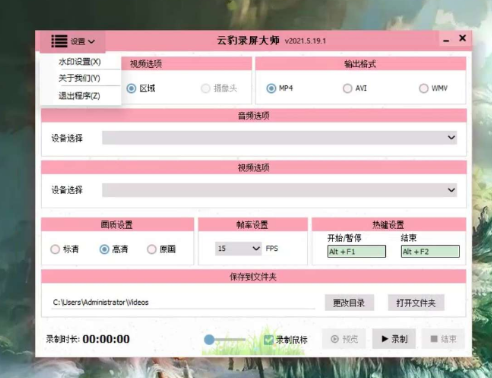 设置
云豹录屏大师 v2021.5.19.1
水印设置(X)
关于我们(Y)
退出程序(Z)
视频选项
输出格式
区域
摄像头
MP4
AVI
WMV
音频选项
设备选择
视频选项
设备选择
画质设置
帧率设置
热键设置
标清
高清
原画
15
FPS
开始/暂停
结束
Alt + F1
Alt + F2
保存到文件夹
C:\Users\Administrator\Videos
更改目录
打开文件夹
录制时长: 00:00:00
录制鼠标
预览
录制
结束